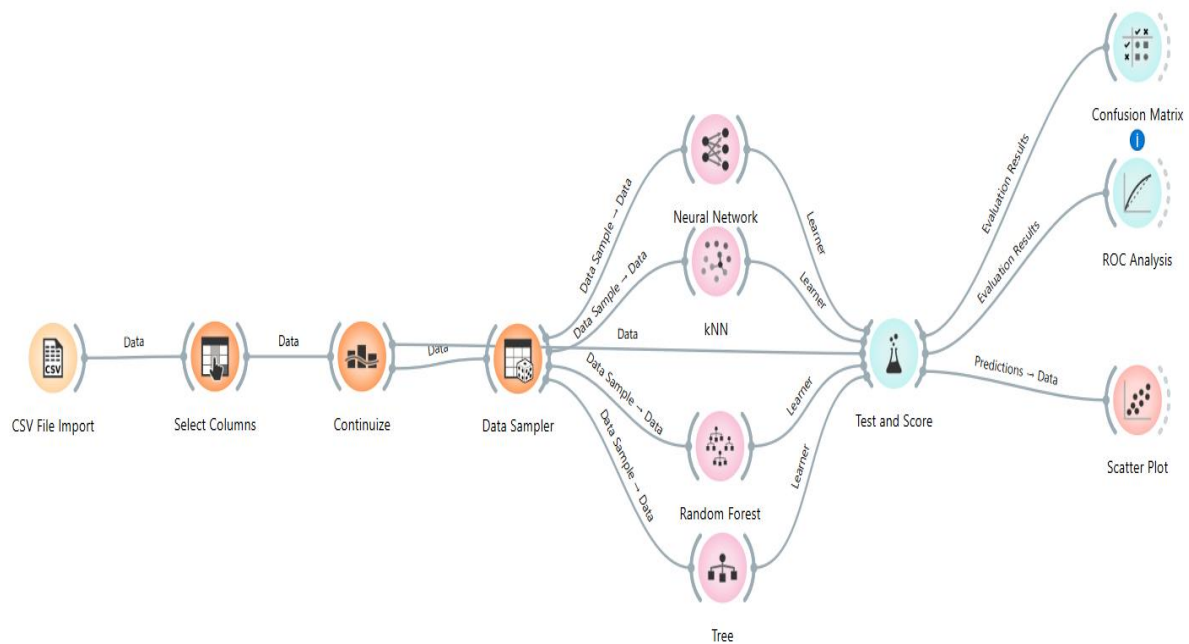 CSV
CSV File Import
Data
Select Columns
Data
Continuize
Data
Data Sampler
Data
Data Sample → Data
Data Sample → Data
Data Sample → Data
Data Sample → Data
Neural Network
kNN
Random Forest
Tree
Learner
Learner
Learner
Learner
Test and Score
Evaluation Results
Evaluation Results
Predictions → Data
Confusion Matrix
i
ROC Analysis
Scatter Plot